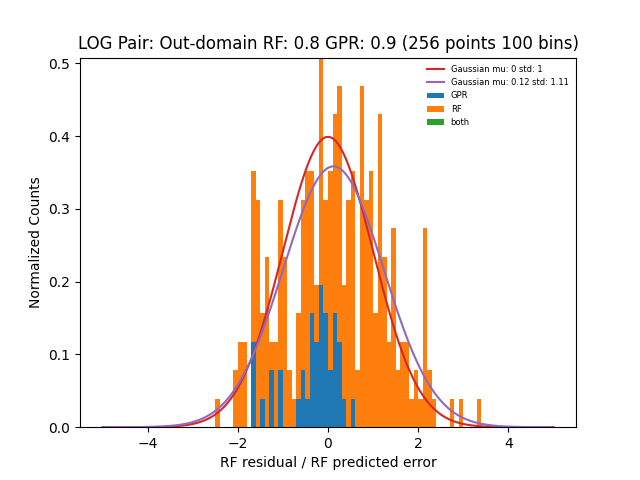 LOG Pair: Out-domain RF: 0.8 GPR: 0.9 (256 points 100 bins)
Gaussian mu: 0 std: 1
Gaussian mu: 0.12 std: 1.11
GPR
RF
both
Normalized Counts
0.5
0.4
0.3
0.2
0.1
0.0
−4 −2 0 2 4
RF residual / RF predicted error